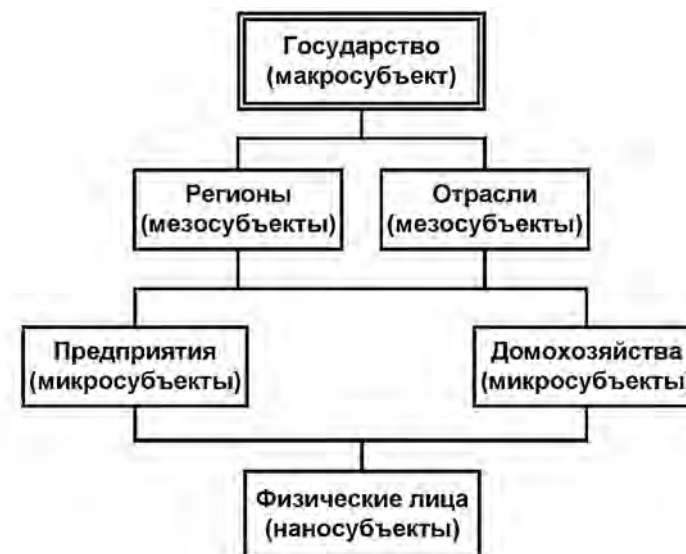 Государство
(макросубъект)
Регионы
(мезосубъекты)
Отрасли
(мезосубъекты)
Предприятия
(микросубъекты)
Домохозяйства
(микросубъекты)
Физические лица
(наносубъекты)